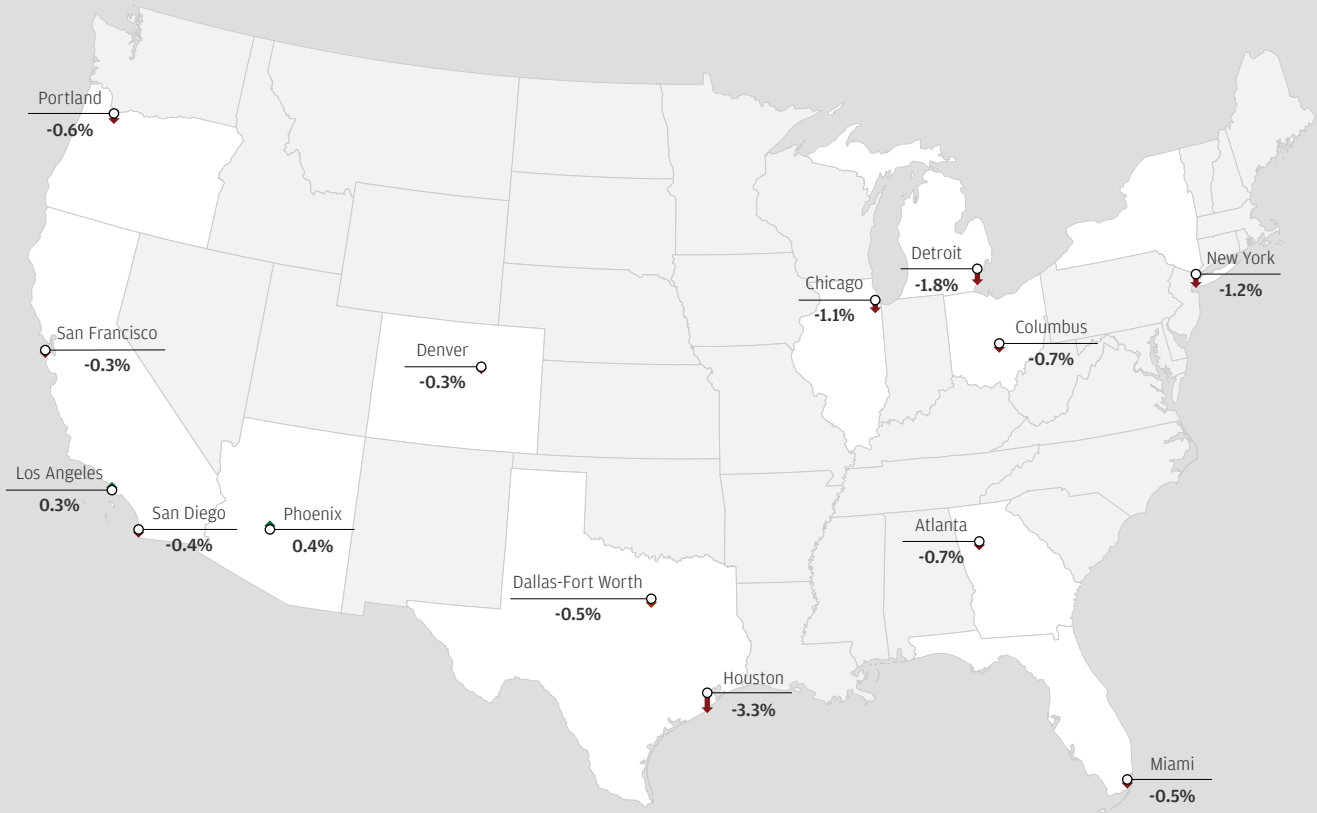 Portland
-0.6%
San Francisco
-0.3%
Los Angeles
0.3%
San Diego
-0.4%
Phoenix
0.4%
Denver
-0.3%
Dallas-Fort Worth
-0.5%
Houston
-3.3%
Chicago
-1.1%
Detroit
-1.8%
Columbus
-0.7%
New York
-1.2%
Atlanta
-0.7%
Miami
-0.5%